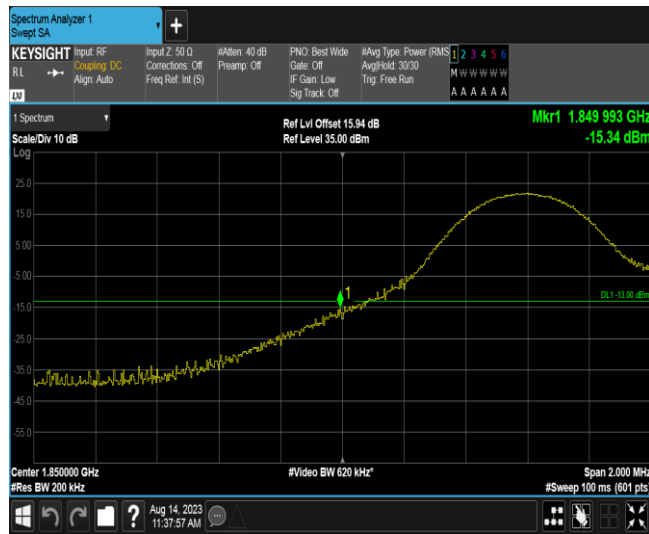 Spectrum Analyzer 1
Swept SA
+
KEYSIGHT
RL
LXI
Input: RF
Coupling: DC
Align: Auto
Input Z: 50 Ω
Corrections: Off
Freq Ref: Int (S)
#Atten: 40 dB
Preamp: Off
PNO: Best Wide
Gate: Off
IF Gain: Low
Sig Track: Off
#Avg Type: Power (RMS
Avg|Hold: 30/30
Trig: Free Run
1 2 3 4 5 6
M W W W W W
A A A A A A
1 Spectrum
Scale/Div 10 dB
Log
Ref Lvl Offset 15.94 dB
Ref Level 35.00 dBm
Mkr1 1.849 993 GHz
-15.34 dBm
25.0
15.0
5.00
-5.00
-15.0
-25.0
-35.0
-45.0
-55.0
1
DL1 -13.00 dBm
Center 1.850000 GHz
#Res BW 200 kHz
#Video BW 620 kHz*
Span 2.000 MHz
#Sweep 100 ms (601 pts
?
Aug 14, 2023
11:37:57 AM